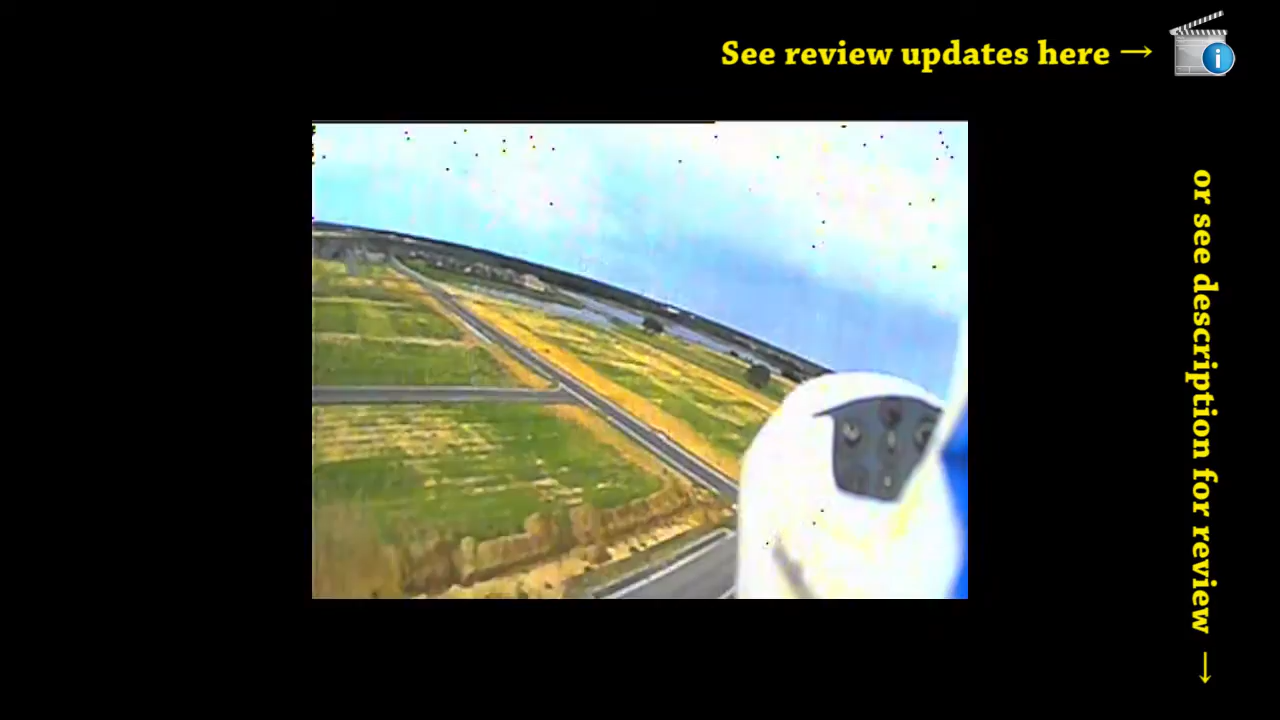 See review updates here →
or see description for review →